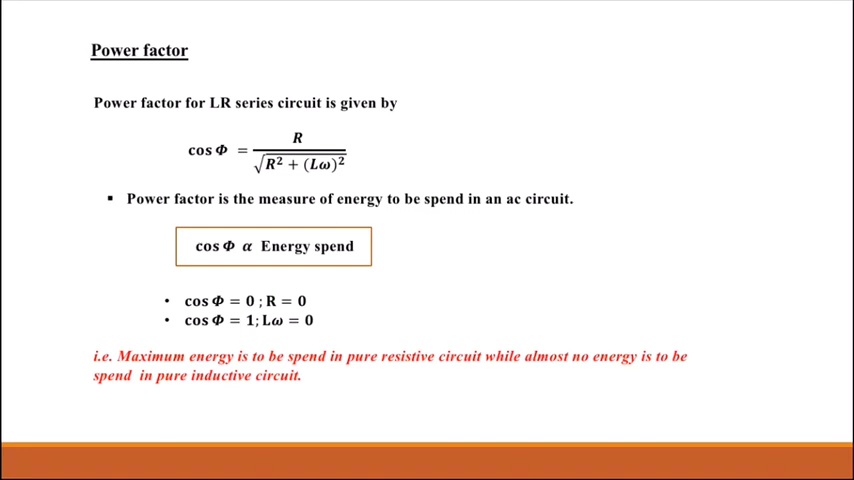 Power factor
Power factor for LR series circuit is given by
cos Φ = R / √R² + (Lω)²
▪ Power factor is the measure of energy to be spend in an ac circuit.
cos Φ α Energy spend
• cos Φ = 0 ; R = 0
• cos Φ = 1; Lω = 0
i.e. Maximum energy is to be spend in pure resistive circuit while almost no energy is to be
spend in pure inductive circuit.